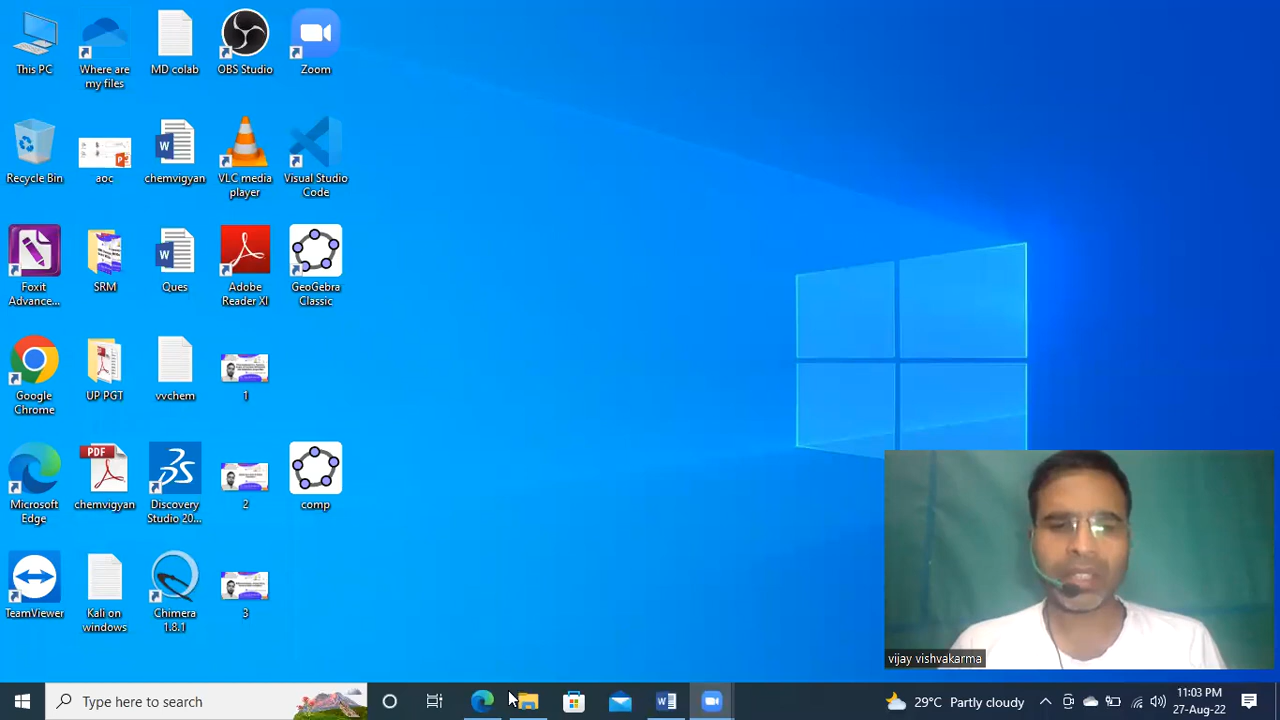 This PC
Where are
my files
MD colab
OBS Studio
Zoom
Recycle Bin
aoc
chemvigyan
VLC media
player
Visual Studio
Code
Foxit
Advance...
SRM
Ques
Adobe
Reader XI
GeoGebra
Classic
Google
Chrome
UP PGT
vvchem
1
Microsoft
Edge
PDF
chemvigyan
Discovery
Studio 20...
2
comp
TeamViewer
Kali on
windows
Chimera
1.8.1
3
vijay vishvakarma
Type here to search
29°C Partly cloudy
11:03 PM
27-Aug-22